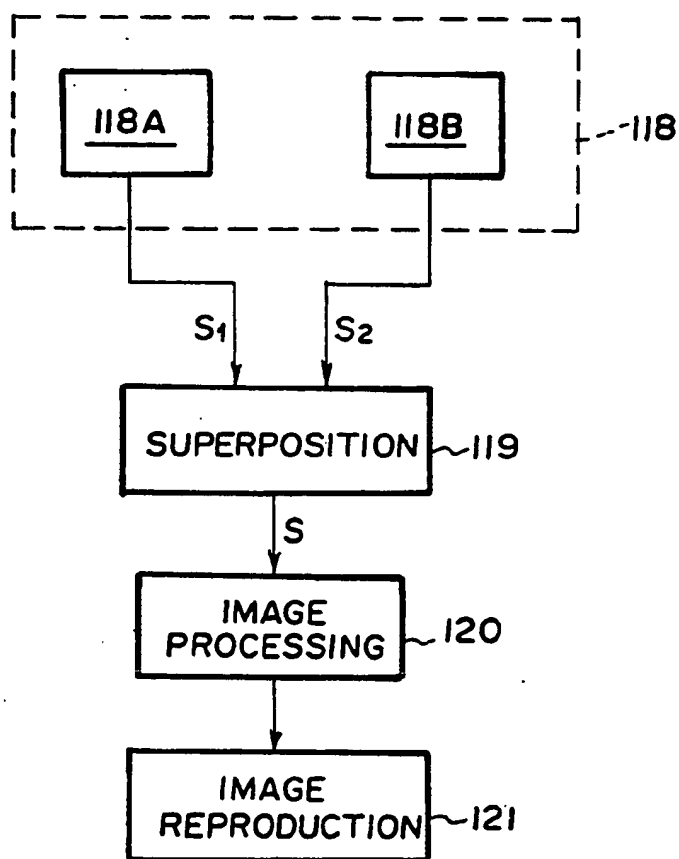 118A
118B
118
S1
S2
SUPERPOSITION
119
S
IMAGE
PROCESSING
120
IMAGE
REPRODUCTION
121